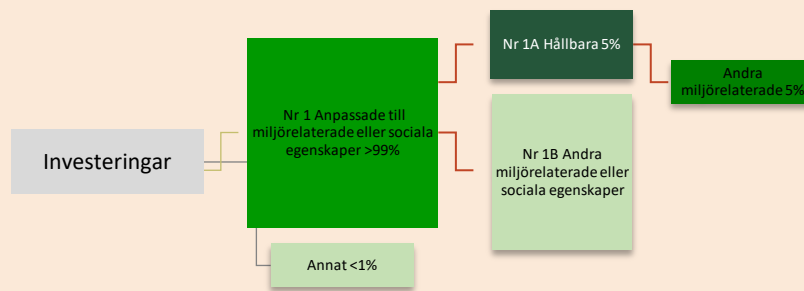 Investeringar
Nr 1 Anpassade till
miljörelaterade eller sociala
egenskaper >99%
Annat <1%
Nr 1A Hållbara 5%
Nr 1B Andra
miljörelaterade eller
sociala egenskaper
Andra
miljörelaterade 5%